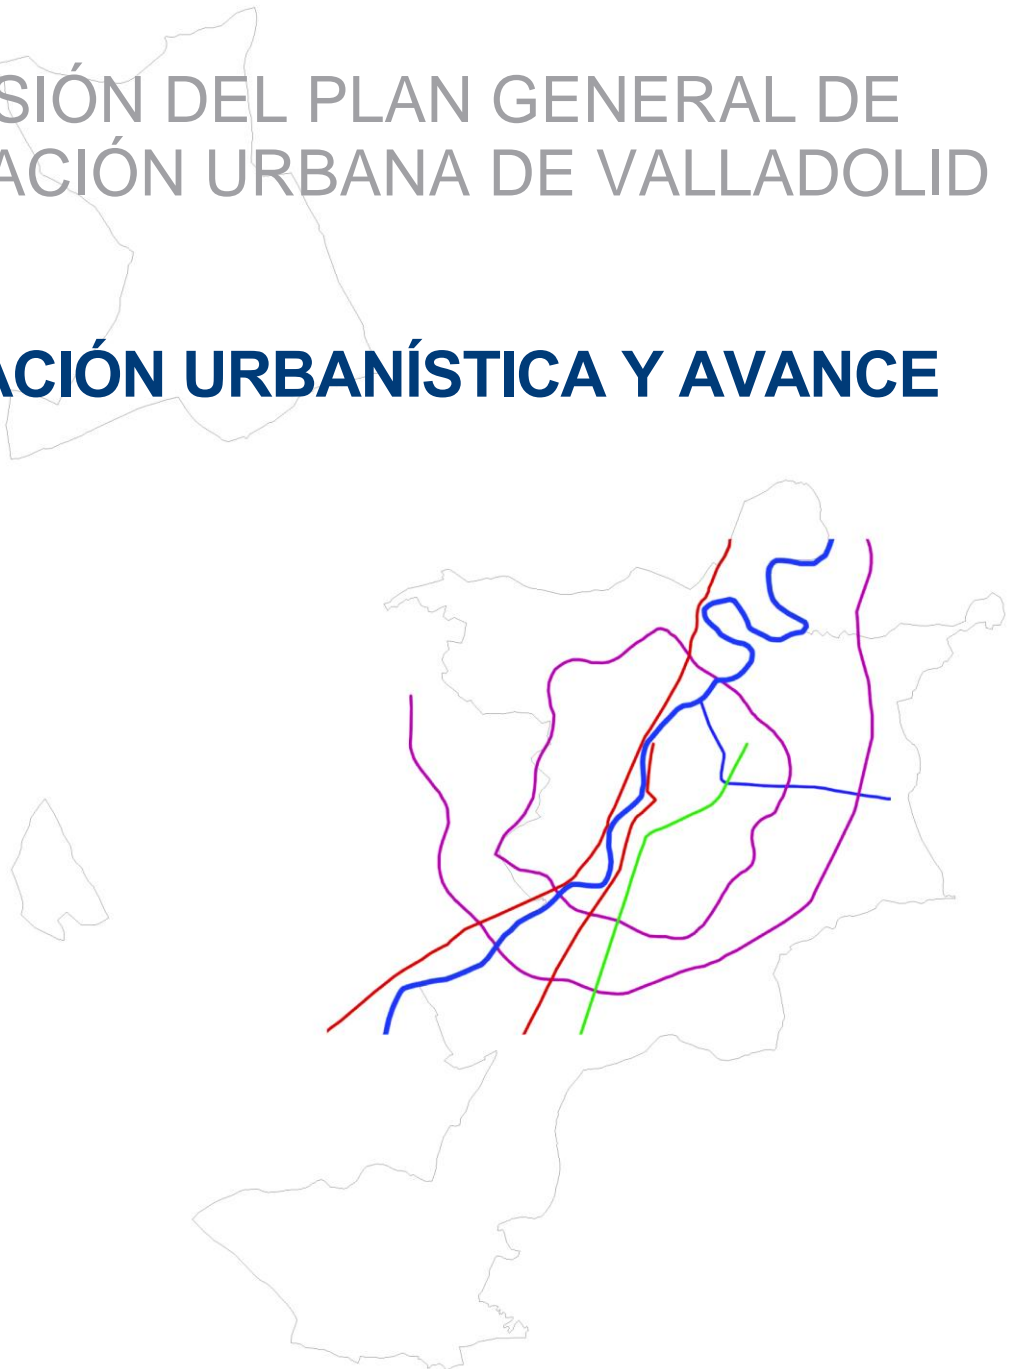 SIÓN DEL PLAN GENERAL DE
ACIÓN URBANA DE VALLADOLID
ACIÓN URBANÍSTICA Y AVANCE